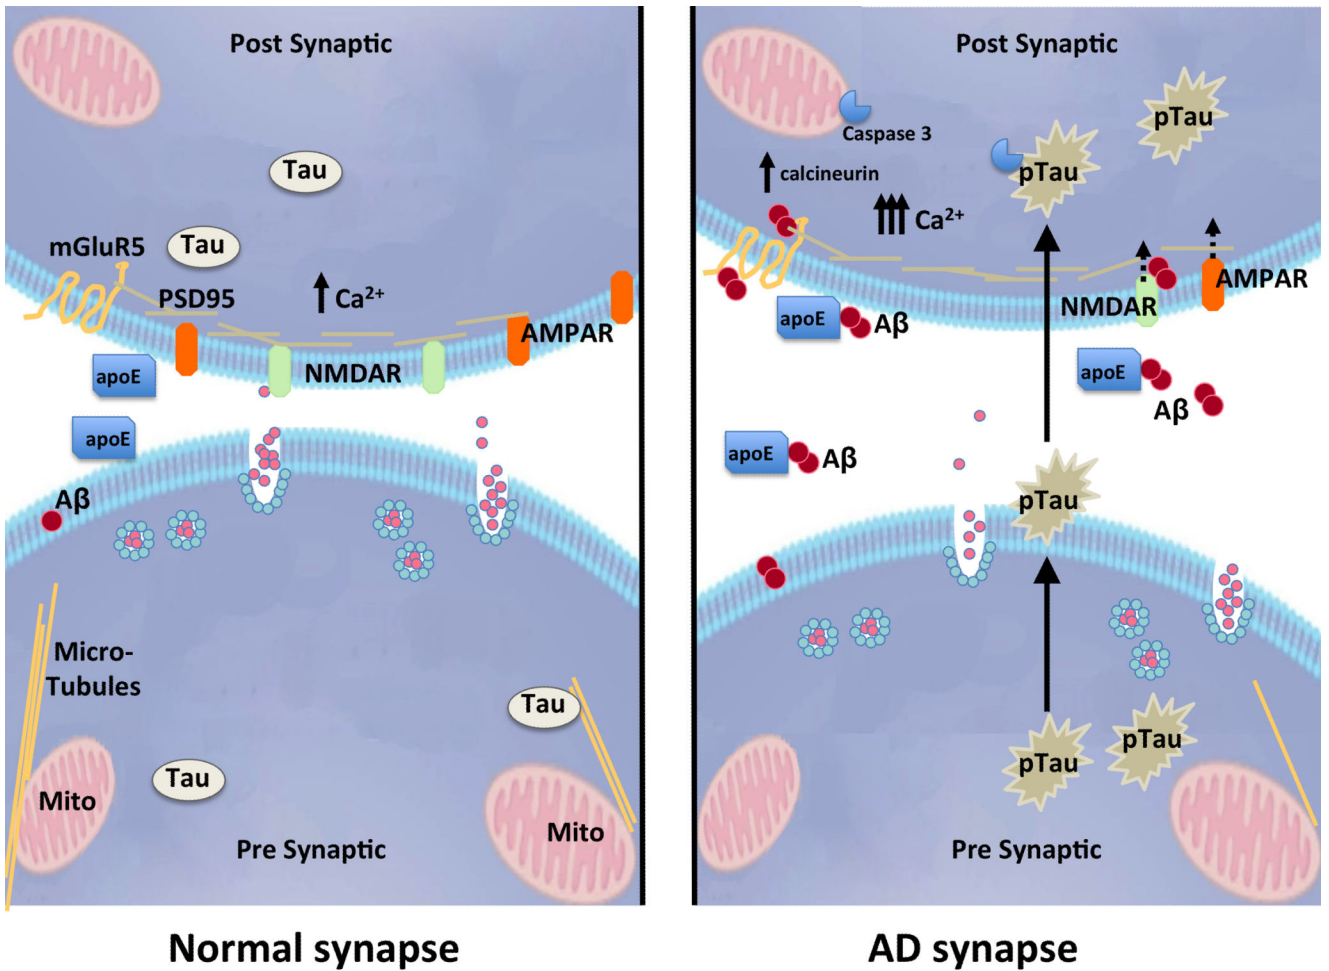 Post Synaptic
Tau
Tau
mGluR5
PSD95
Ca²⁺
AMPAR
NMDAR
apoE
apoE
Aβ
Micro-
Tubules
Tau
Tau
Mito
Mito
Pre Synaptic
Normal synapse
Post Synaptic
pTau
Caspase 3
pTau
calcineurin
Ca²⁺
AMPAR
NMDAR
apoE
Aβ
apoE
Aβ
apoE
Aβ
pTau
pTau
pTau
Pre Synaptic
AD synapse